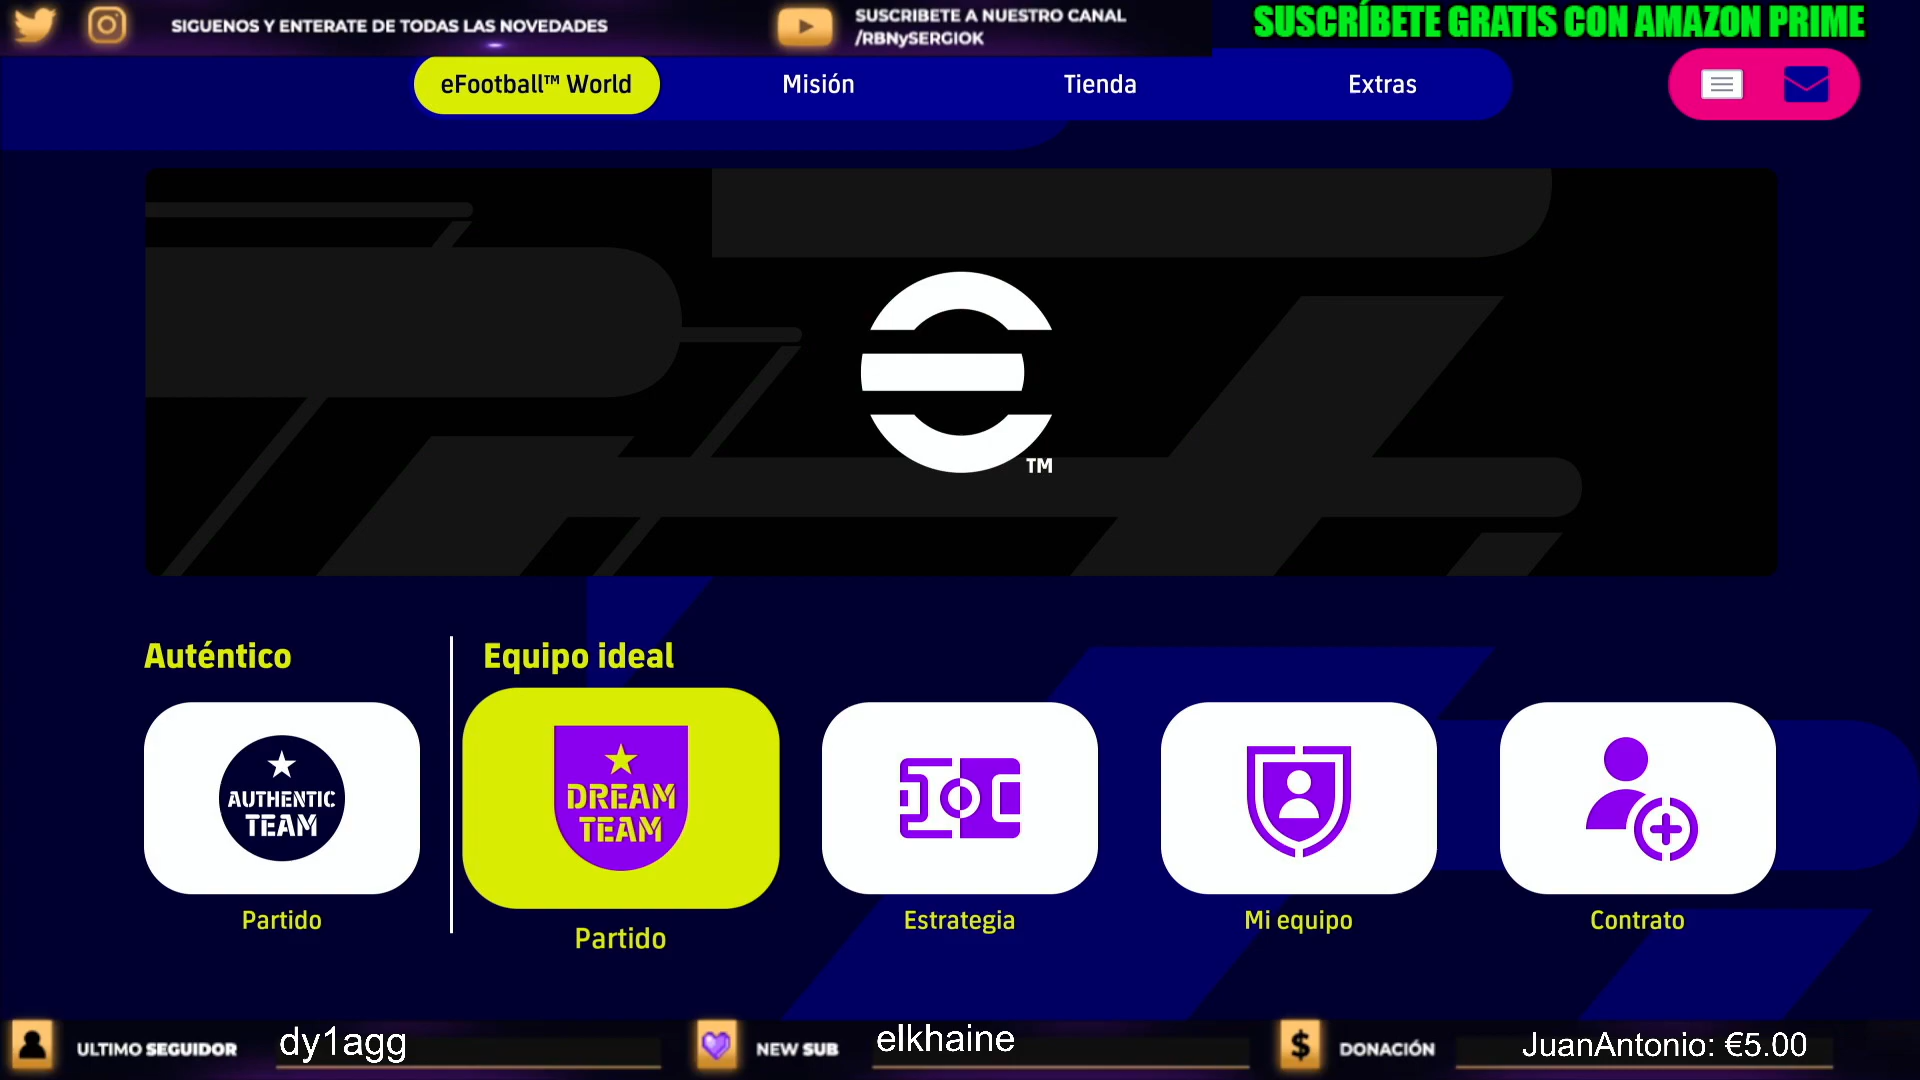 SIGUENOS Y ENTERATE DE TODAS LAS NOVEDADES
SUSCRIBETE A NUESTRO CANAL
/RBNySERGIOK
SUSCRÍBETE GRATIS CON AMAZON PRIME
eFootball™ World
Misión
Tienda
Extras
TM
Auténtico
Equipo ideal
AUTHENTIC
TEAM
DREAM
TEAM
Partido
Partido
Estrategia
Mi equipo
Contrato
ULTIMO SEGUIDOR
dy1agg
NEW SUB
elkhaine
$
DONACIÓN
JuanAntonio: €5.00